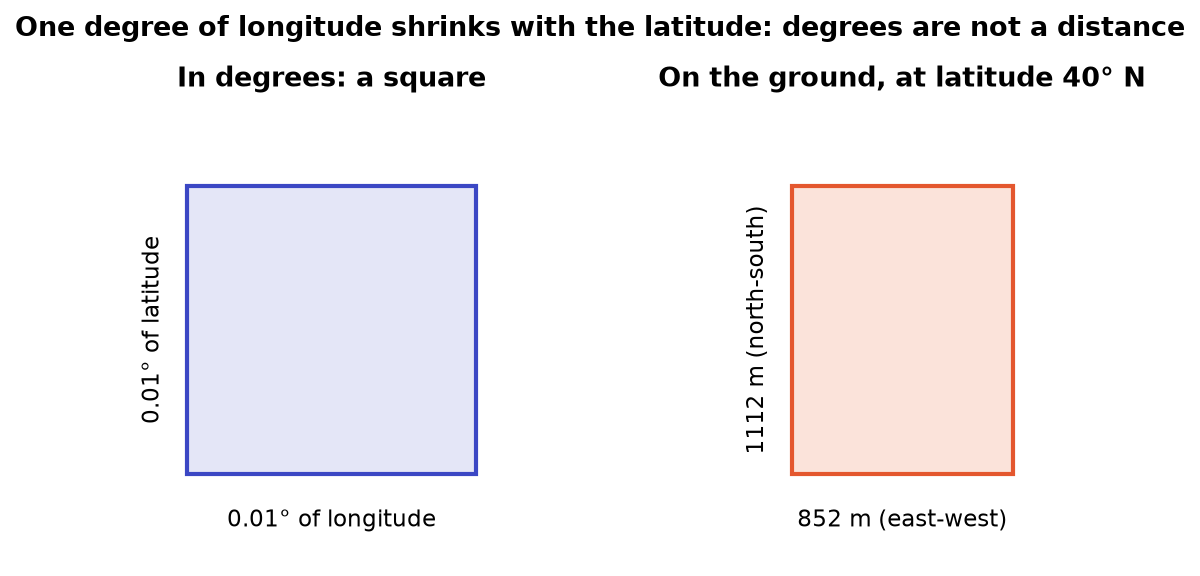 One degree of longitude shrinks with the latitude: degrees are not a distance
In degrees: a square
On the ground, at latitude 40° N
0.01° of latitude
0.01° of longitude
1112 m (north-south)
852 m (east-west)